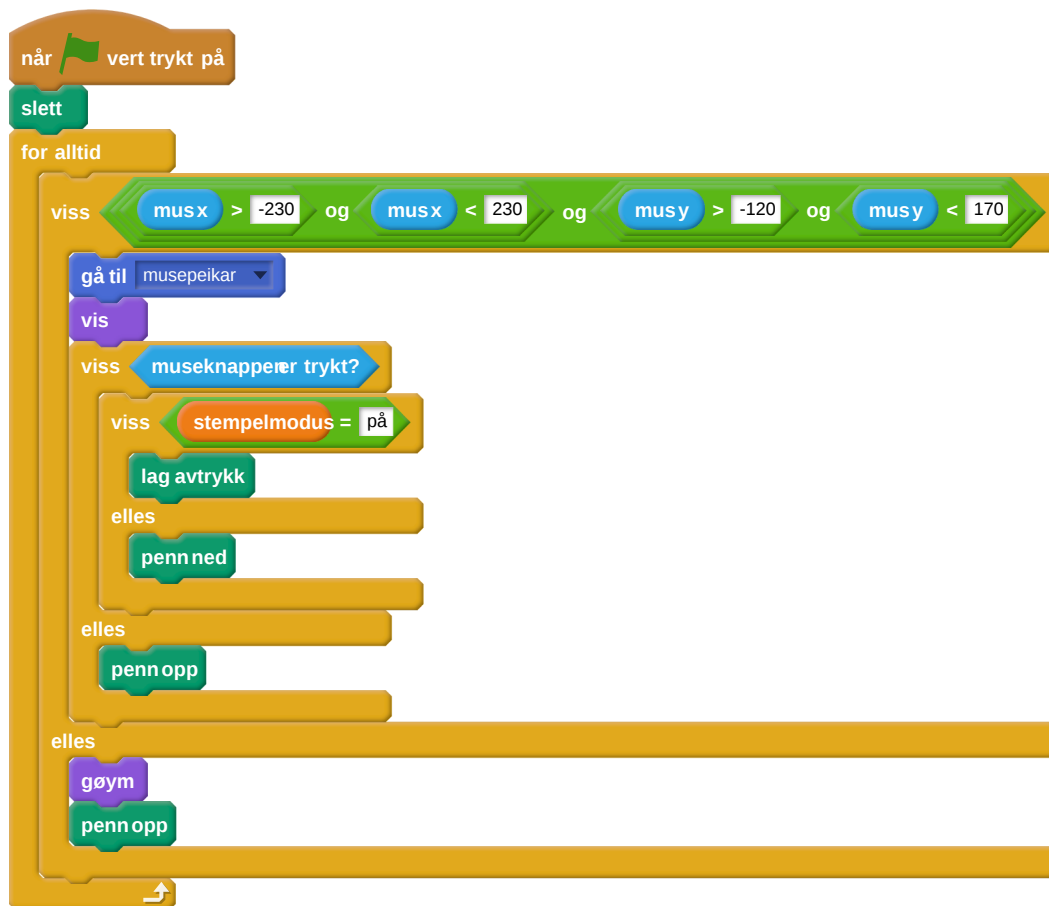 når vert trykt på
slett
for alltid
viss mus x > -230 og mus x < 230 og mus y > -120 og mus y < 170
gå til musepeikar
vis
viss museknappen er trykt?
viss stempelmodus = på
lag avtrykk
elles
penn ned
elles
penn opp
elles
gøym
penn opp